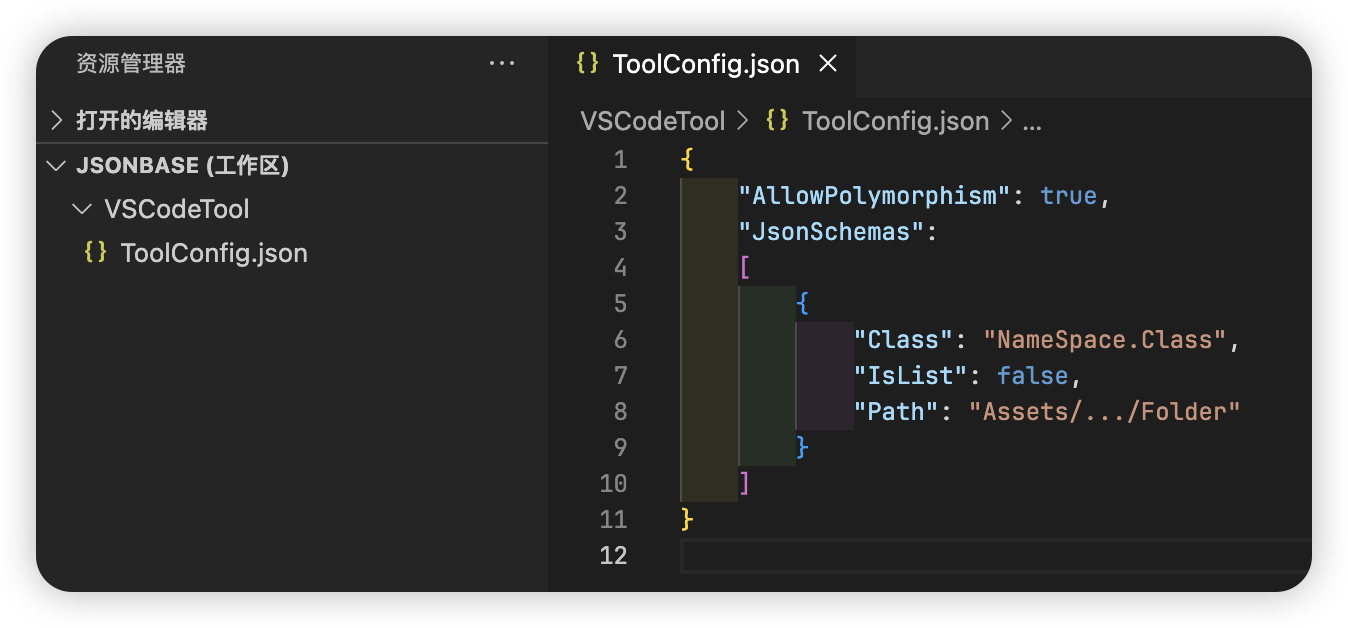 资源管理器 ...
打开的编辑器
JSONBASE (工作区)
VSCodeTool
{} ToolConfig.json
{} ToolConfig.json ×
VSCodeTool > {} ToolConfig.json > ...
1 {
2 "AllowPolymorphism": true,
3 "JsonSchemas":
4 [
5 {
6 "Class": "NameSpace.Class",
7 "IsList": false,
8 "Path": "Assets/.../Folder"
9 }
10 ]
11 }
12